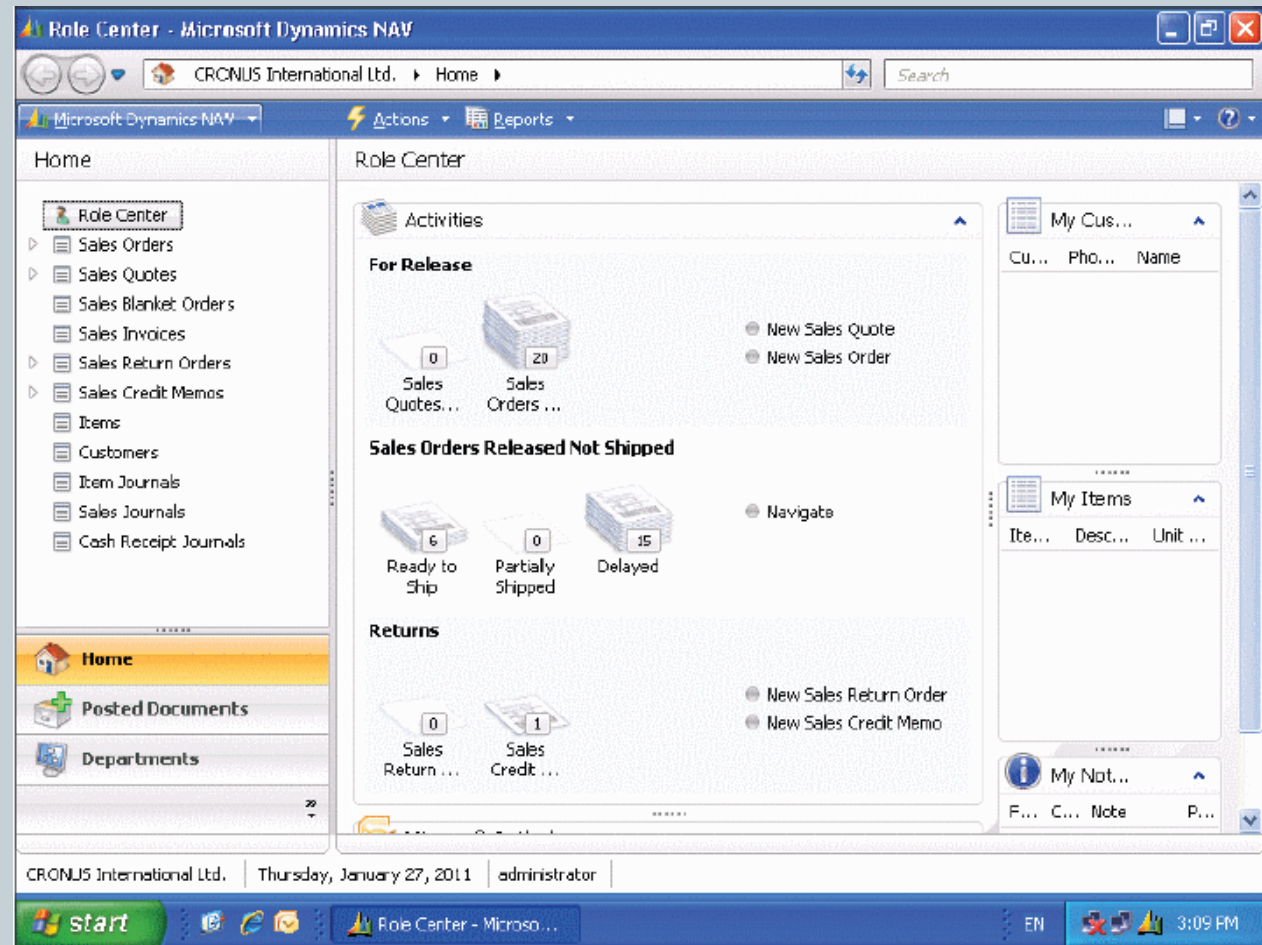 Role Center - Microsoft Dynamics NAV
CRONUS International Ltd. Home
Search
Microsoft Dynamics NAV
Actions
Reports
Home
Role Center
Sales Orders
Sales Quotes
Sales Blanket Orders
Sales Invoices
Sales Return Orders
Sales Credit Memos
Items
Customers
Item Journals
Sales Journals
Cash Receipt Journals
Home
Posted Documents
Departments
Role Center
Activities
For Release
0
Sales
Quotes...
20
Sales
Orders ...
New Sales Quote
New Sales Order
Sales Orders Released Not Shipped
6
Ready to
Ship
0
Partially
Shipped
15
Delayed
Navigate
Returns
0
Sales
Return ...
1
Sales
Credit ...
New Sales Return Order
New Sales Credit Memo
My Cus...
Cu... Pho... Name
My Items
Ite... Desc... Unit ...
My Not...
F... C... Note P...
CRONUS International Ltd. Thursday, January 27, 2011 administrator
start
Role Center - Microso...
EN
3:09 PM